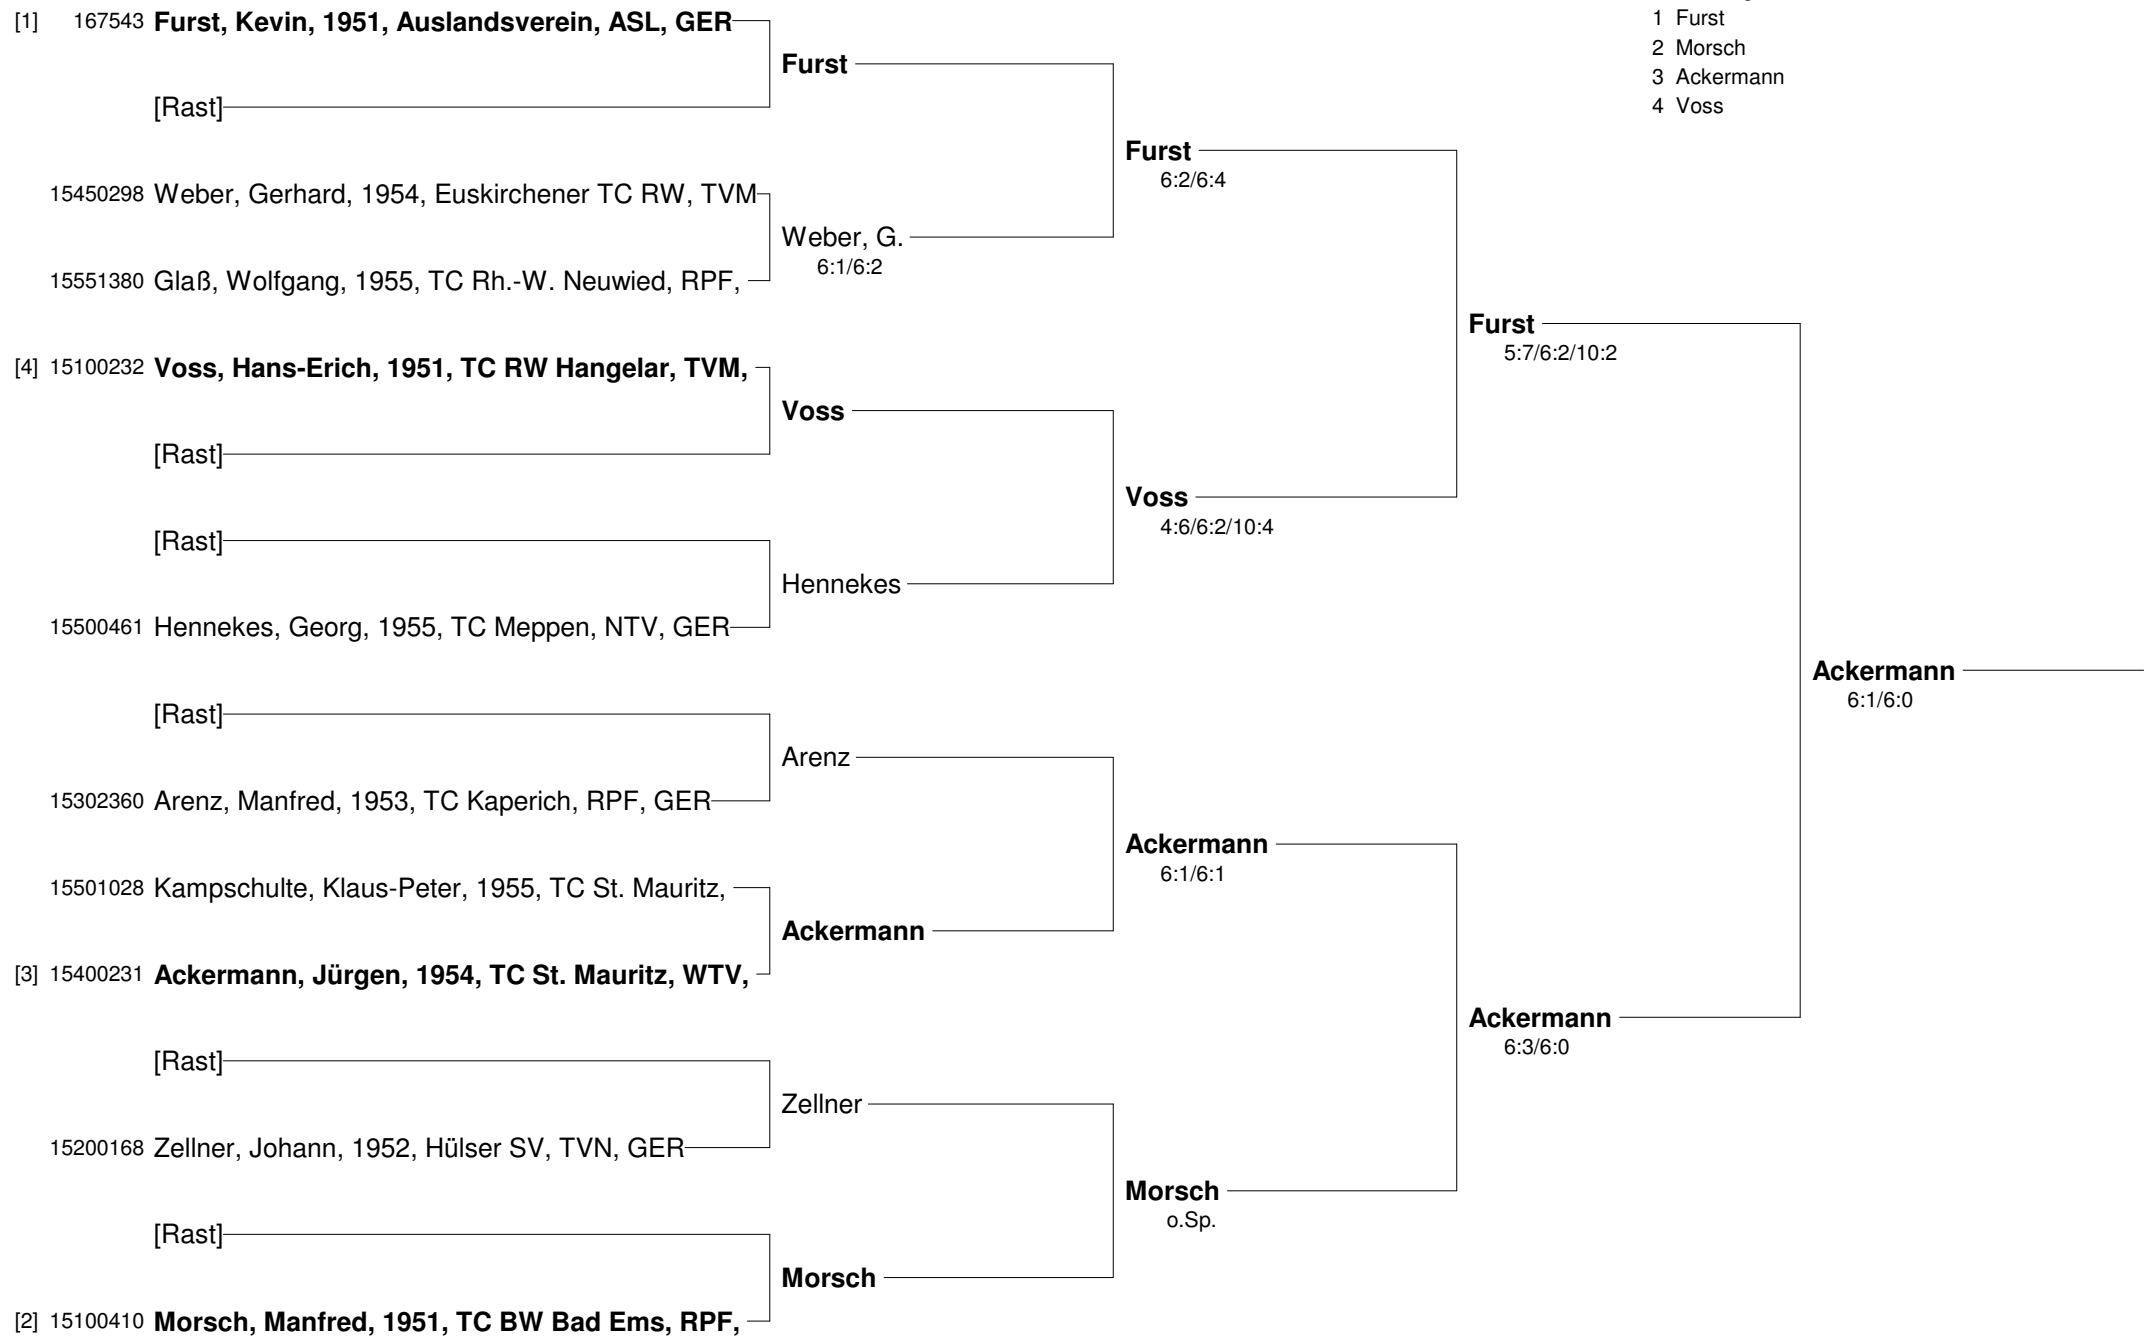 [1] 167543 Furst, Kevin, 1951, Auslandsverein, ASL, GER
[Rast]
15450298 Weber, Gerhard, 1954, Euskirchener TC RW, TVM
15551380 Glaß, Wolfgang, 1955, TC Rh.-W. Neuwied, RPF,
[4] 15100232 Voss, Hans-Erich, 1951, TC RW Hangelar, TVM,
[Rast]
[Rast]
15500461 Hennekes, Georg, 1955, TC Meppen, NTV, GER
[Rast]
15302360 Arenz, Manfred, 1953, TC Kaperich, RPF, GER
15501028 Kampschulte, Klaus-Peter, 1955, TC St. Mauritz,
[3] 15400231 Ackermann, Jürgen, 1954, TC St. Mauritz, WTV,
[Rast]
15200168 Zellner, Johann, 1952, Hülser SV, TVN, GER
[Rast]
[2] 15100410 Morsch, Manfred, 1951, TC BW Bad Ems, RPF,
Furst
Weber, G.
6:1/6:2
Voss
Hennekes
Arenz
Ackermann
Zellner
Morsch
Furst
6:2/6:4
Voss
4:6/6:2/10:4
Ackermann
6:1/6:1
Morsch
o.Sp.
Furst
5:7/6:2/10:2
Ackermann
6:3/6:0
Ackermann
6:1/6:0
1 Furst
2 Morsch
3 Ackermann
4 Voss